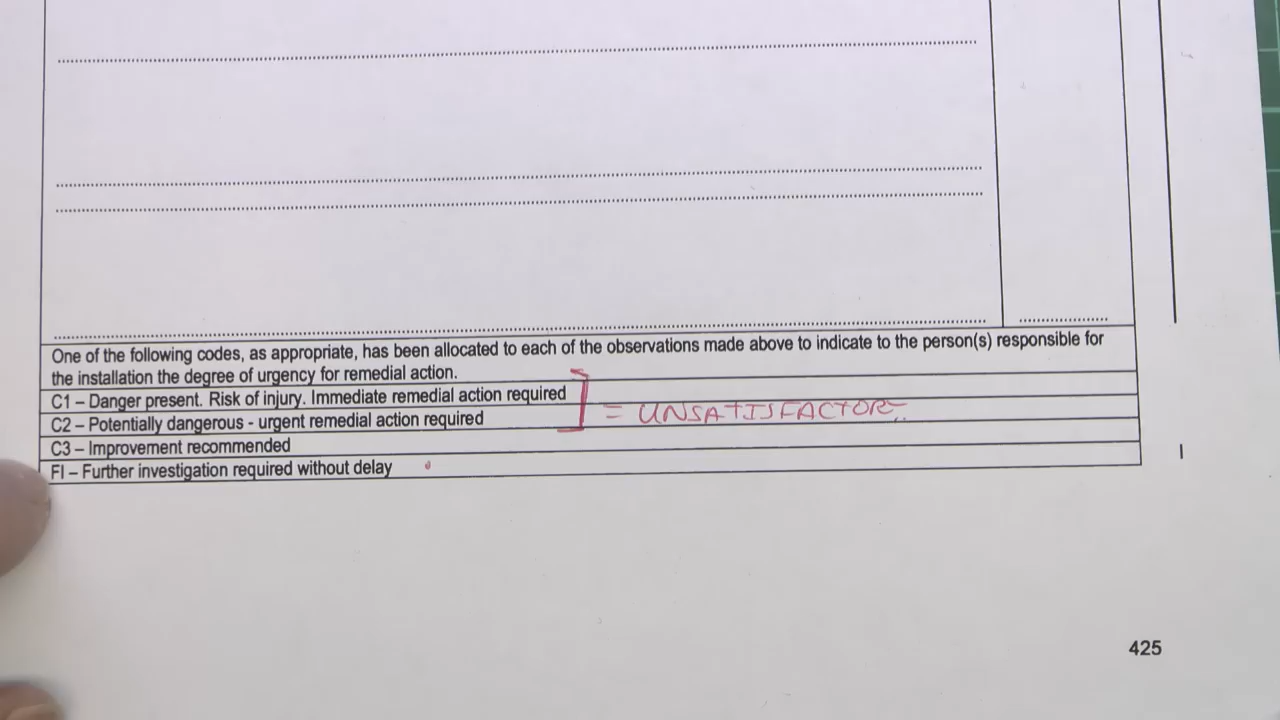 One of the following codes, as appropriate, has been allocated to each of the observations made above to indicate to the person(s) responsible for
the installation the degree of urgency for remedial action.
C1 – Danger present. Risk of injury. Immediate remedial action required
C2 – Potentially dangerous - urgent remedial action required
= UNSATISFACTORY
C3 – Improvement recommended
FI – Further investigation required without delay
425